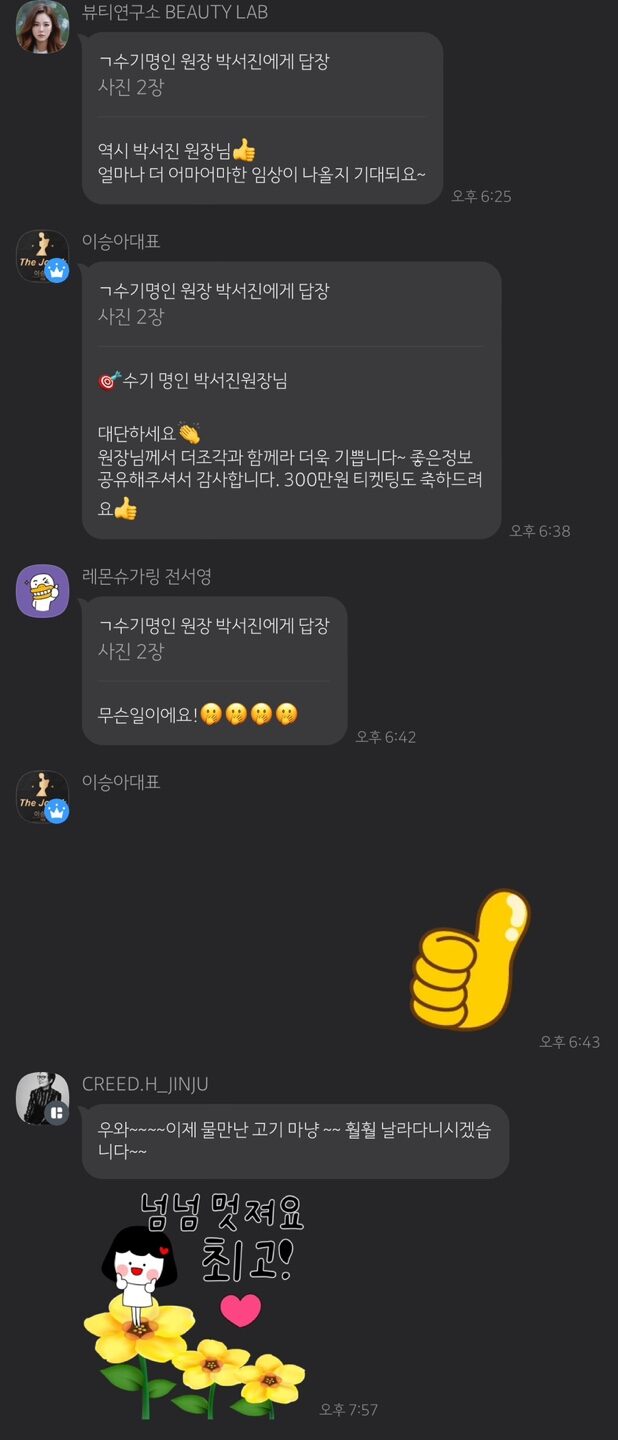 뷰티연구소 BEAUTY LAB
ㄱ수기명인 원장 박서진에게 답장
사진 2장
역시 박서진 원장님👍
얼마나 더 어마어마한 임상이 나올지 기대되요~
오후 6:25
이승아대표
The Jo
ㄱ수기명인 원장 박서진에게 답장
사진 2장
🎯수기 명인 박서진원장님
대단하세요👏
원장님께서 더조각과 함께라 더욱 기쁩니다~ 좋은정보
공유해주셔서 감사합니다. 300만원 티켓팅도 축하드려
요👍
오후 6:38
레몬슈가링 전서영
ㄱ수기명인 원장 박서진에게 답장
사진 2장
무슨일이에요!🤭🤭🤭🤭
오후 6:42
이승아대표
The Jo
오후 6:43
CREED.H_JINJU
우와~~~~이제 물만난 고기 마냥 ~~ 훨훨 날라다니시겠습
니다~~
넘넘 멋져요
최고!
오후 7:57